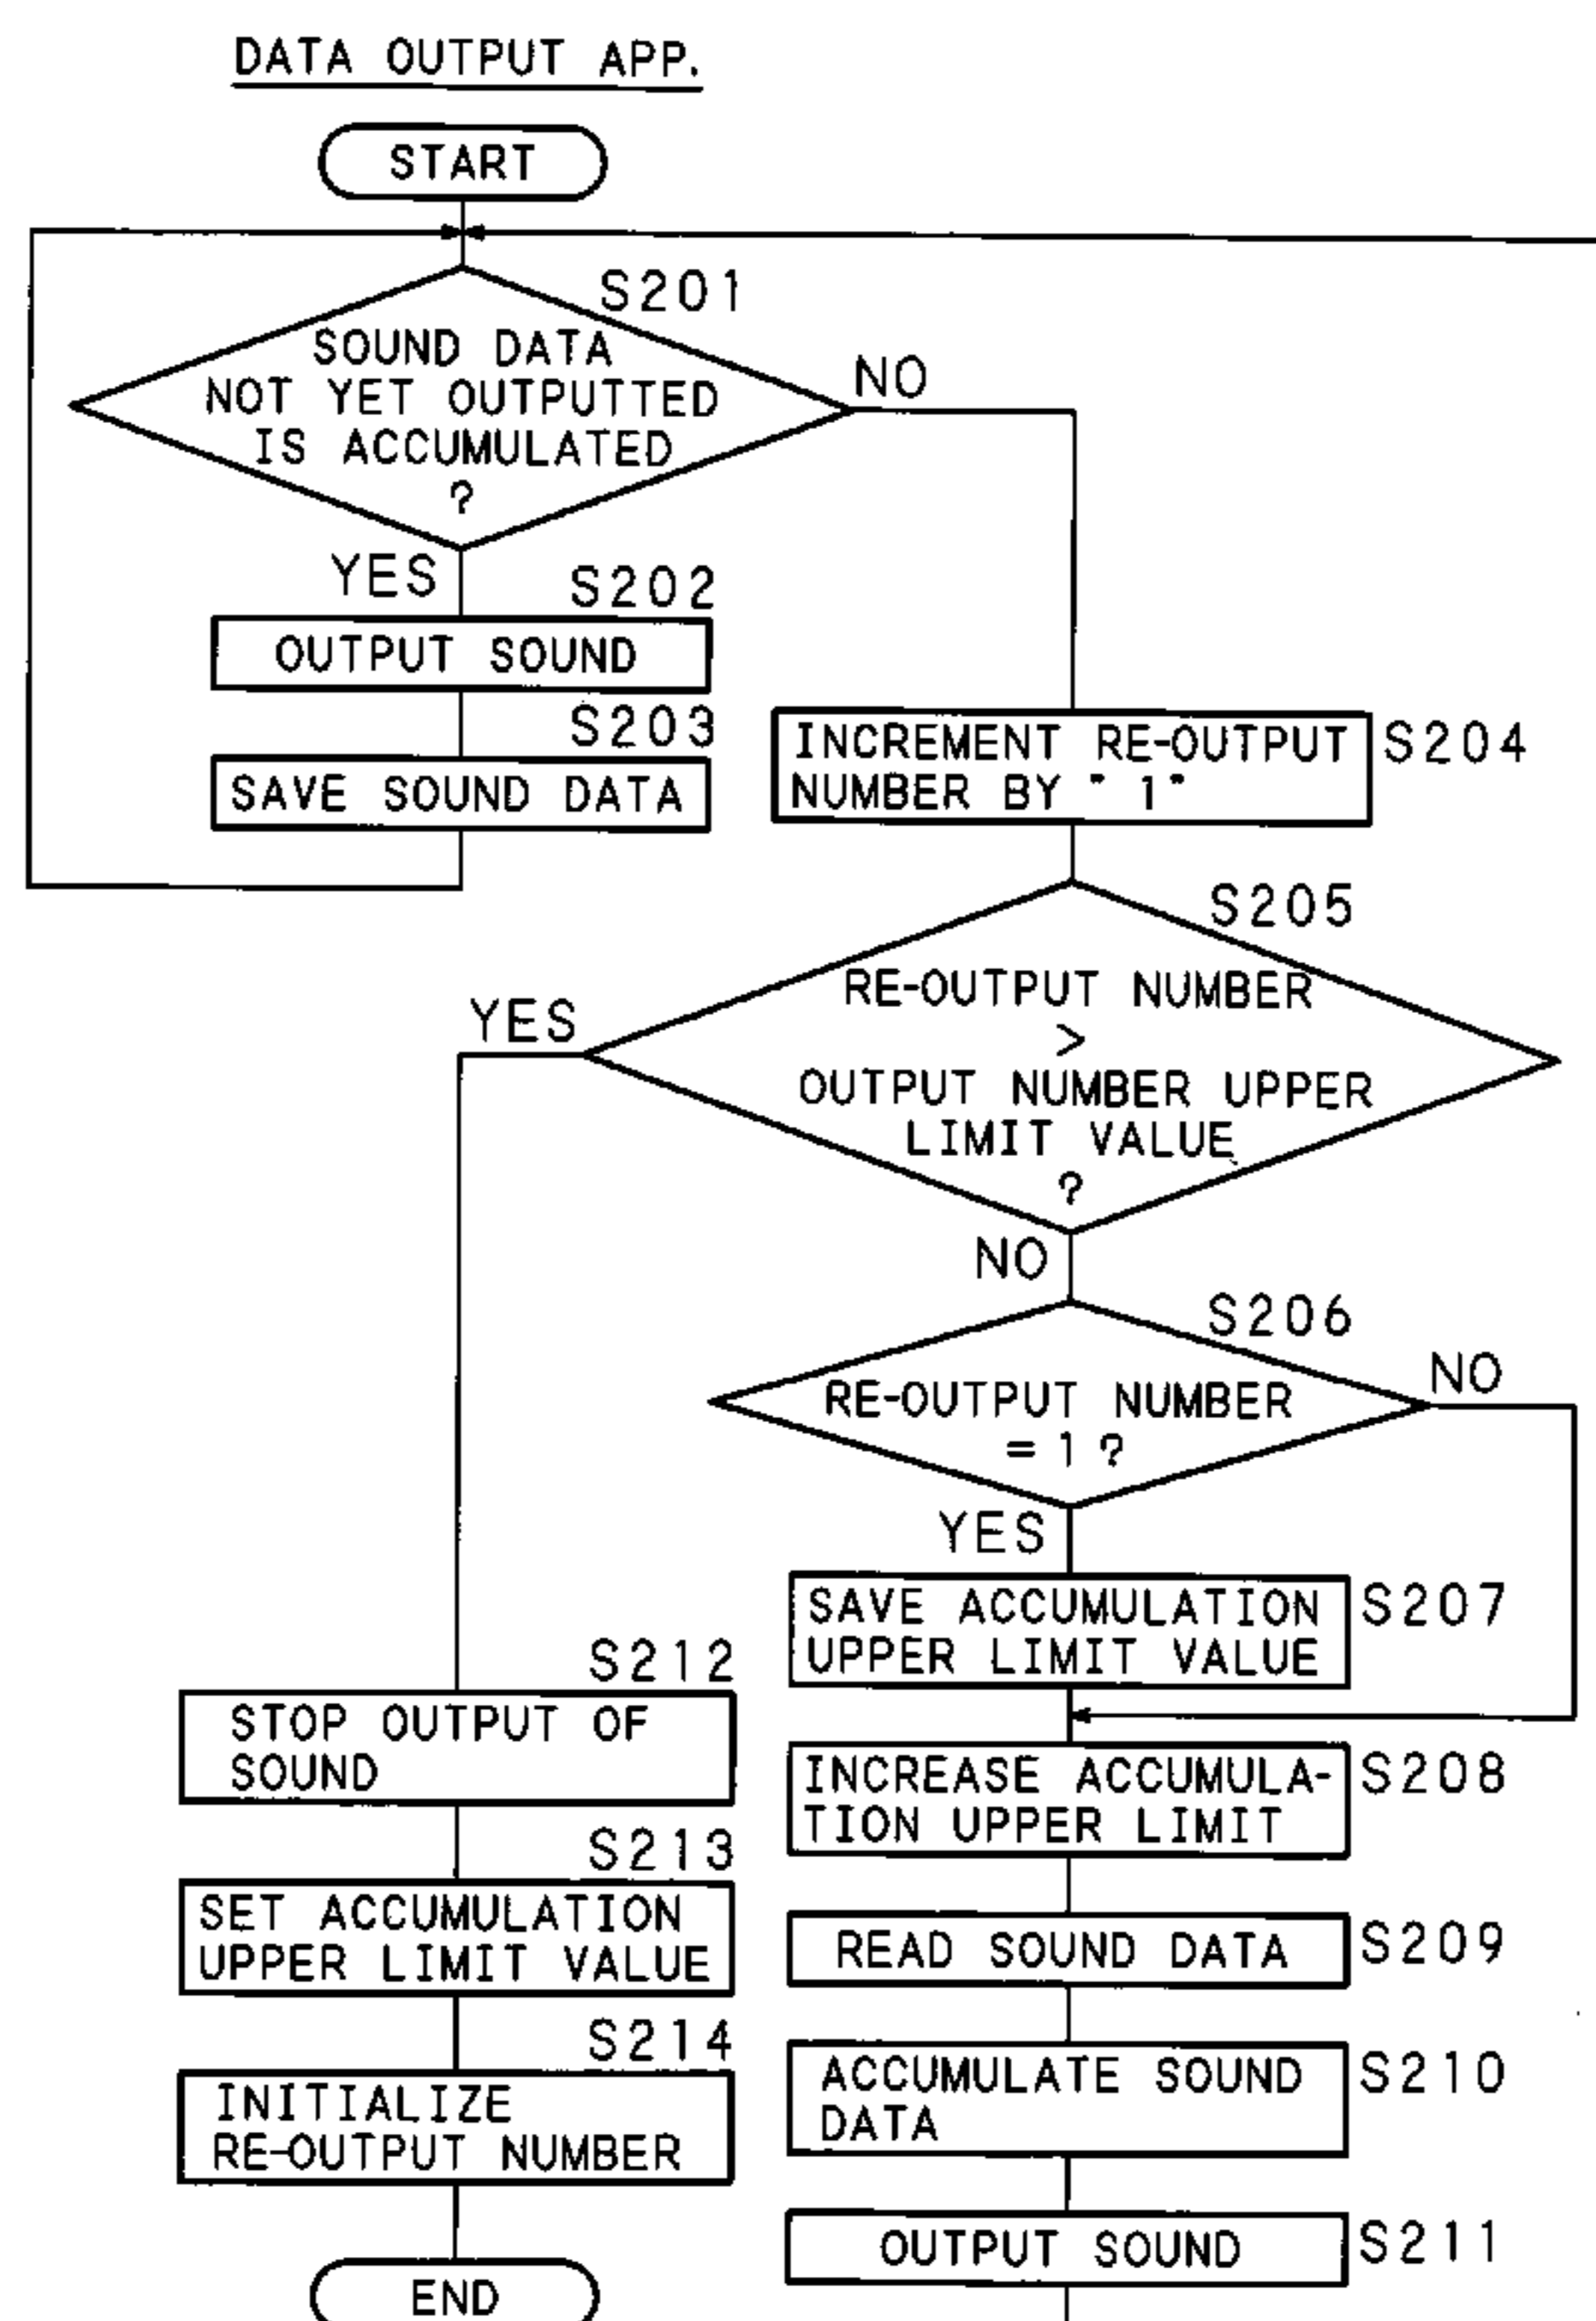 DATA OUTPUT APP.
START
S201
SOUND DATA
NOT YET OUTPUTTED
IS ACCUMULATED
?
NO
YES
S202
OUTPUT SOUND
S203
SAVE SOUND DATA
INCREMENT RE-OUTPUT
NUMBER BY " 1"
S204
S205
RE-OUTPUT NUMBER
>
OUTPUT NUMBER UPPER
LIMIT VALUE
?
YES
NO
S206
RE-OUTPUT NUMBER
= 1 ?
NO
YES
SAVE ACCUMULATION
UPPER LIMIT VALUE
S207
INCREASE ACCUMULA-
TION UPPER LIMIT
S208
READ SOUND DATA
S209
ACCUMULATE SOUND
DATA
S210
OUTPUT SOUND
S211
S212
STOP OUTPUT OF
SOUND
S213
SET ACCUMULATION
UPPER LIMIT VALUE
S214
INITIALIZE
RE-OUTPUT NUMBER
END